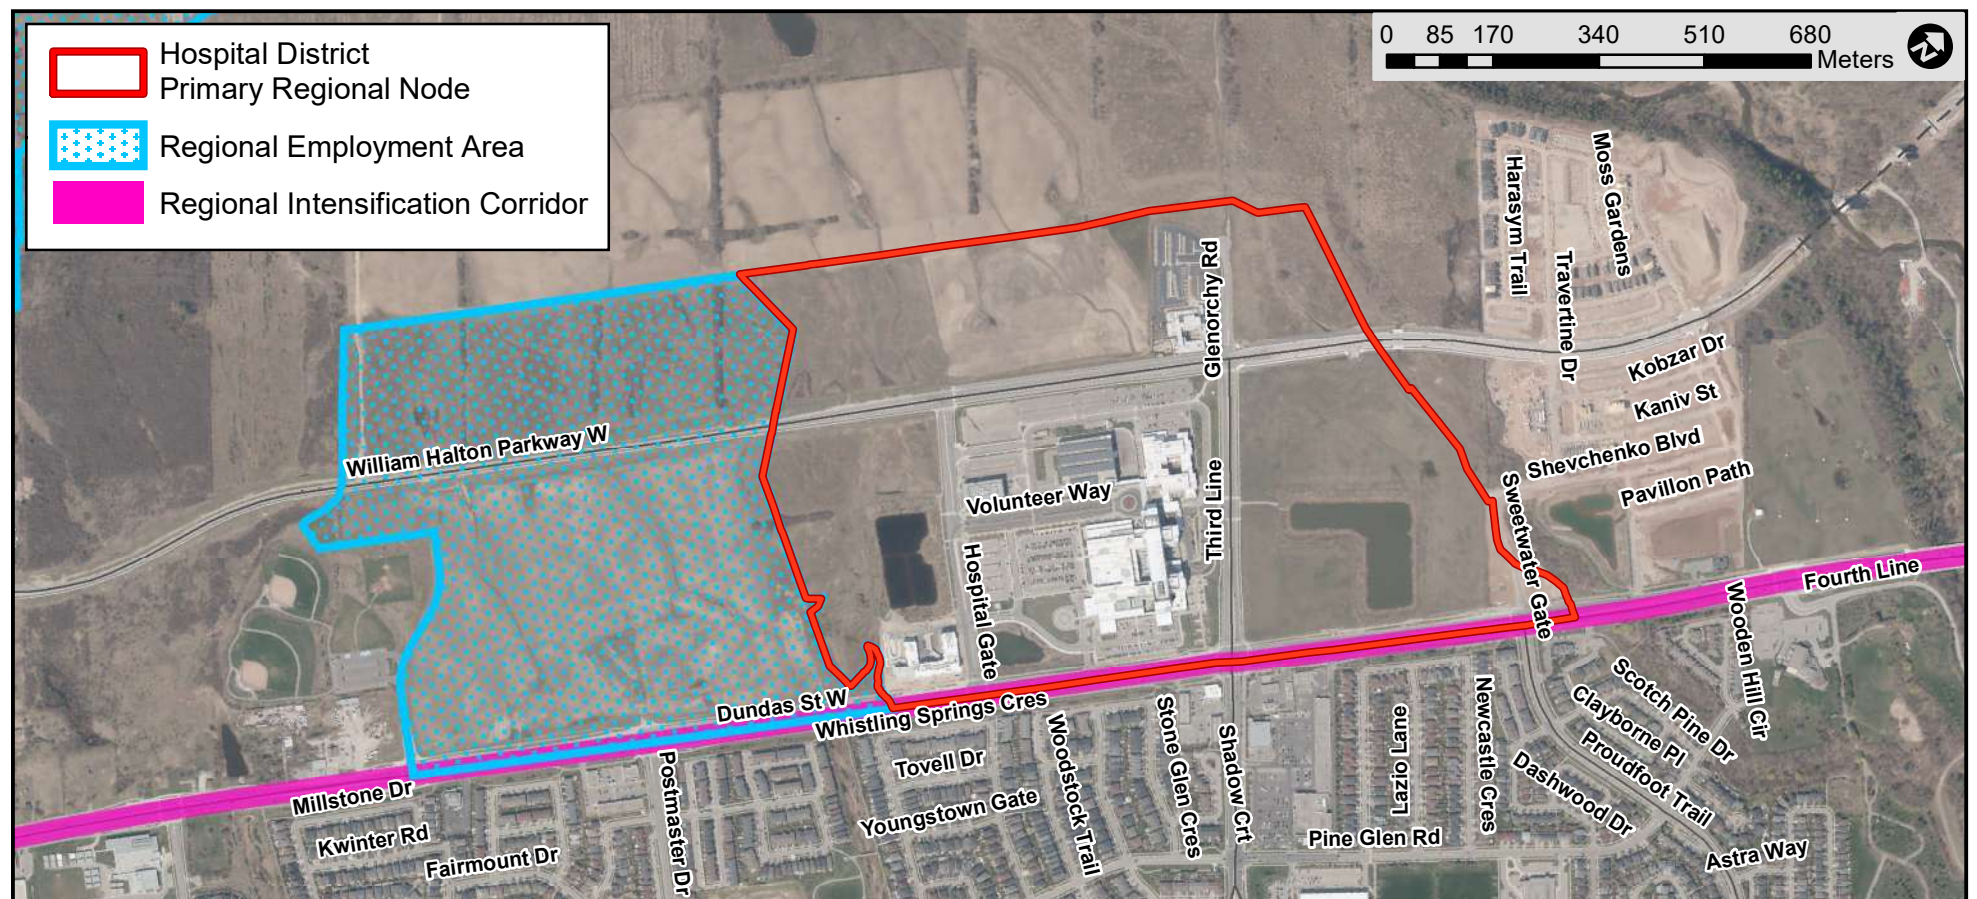 Hospital District
Primary Regional Node
Regional Employment Area
Regional Intensification Corridor
0 85 170 340 510 680
Meters
Harasym Trail
Moss Gardens
Travertine Dr
Glenorchy Rd
Kobzar Dr
Kaniv St
Shevchenko Blvd
Pavillon Path
William Halton Parkway W
Volunteer Way
Third Line
Hospital Gate
Sweetwater Gate
Fourth Line
Wooden Hill Cir
Dundas St W
Whistling Springs Cres
Millstone Dr
Kwinter Rd
Fairmount Dr
Postmaster Dr
Tovell Dr
Youngstown Gate
Woodstock Trail
Stone Glen Cres
Shadow Crt
Lazio Lane
Newcastle Cres
Pine Glen Rd
Scotch Pine Dr
Clayborne Pl
Proudfoot Trail
Dashwood Dr
Astra Way